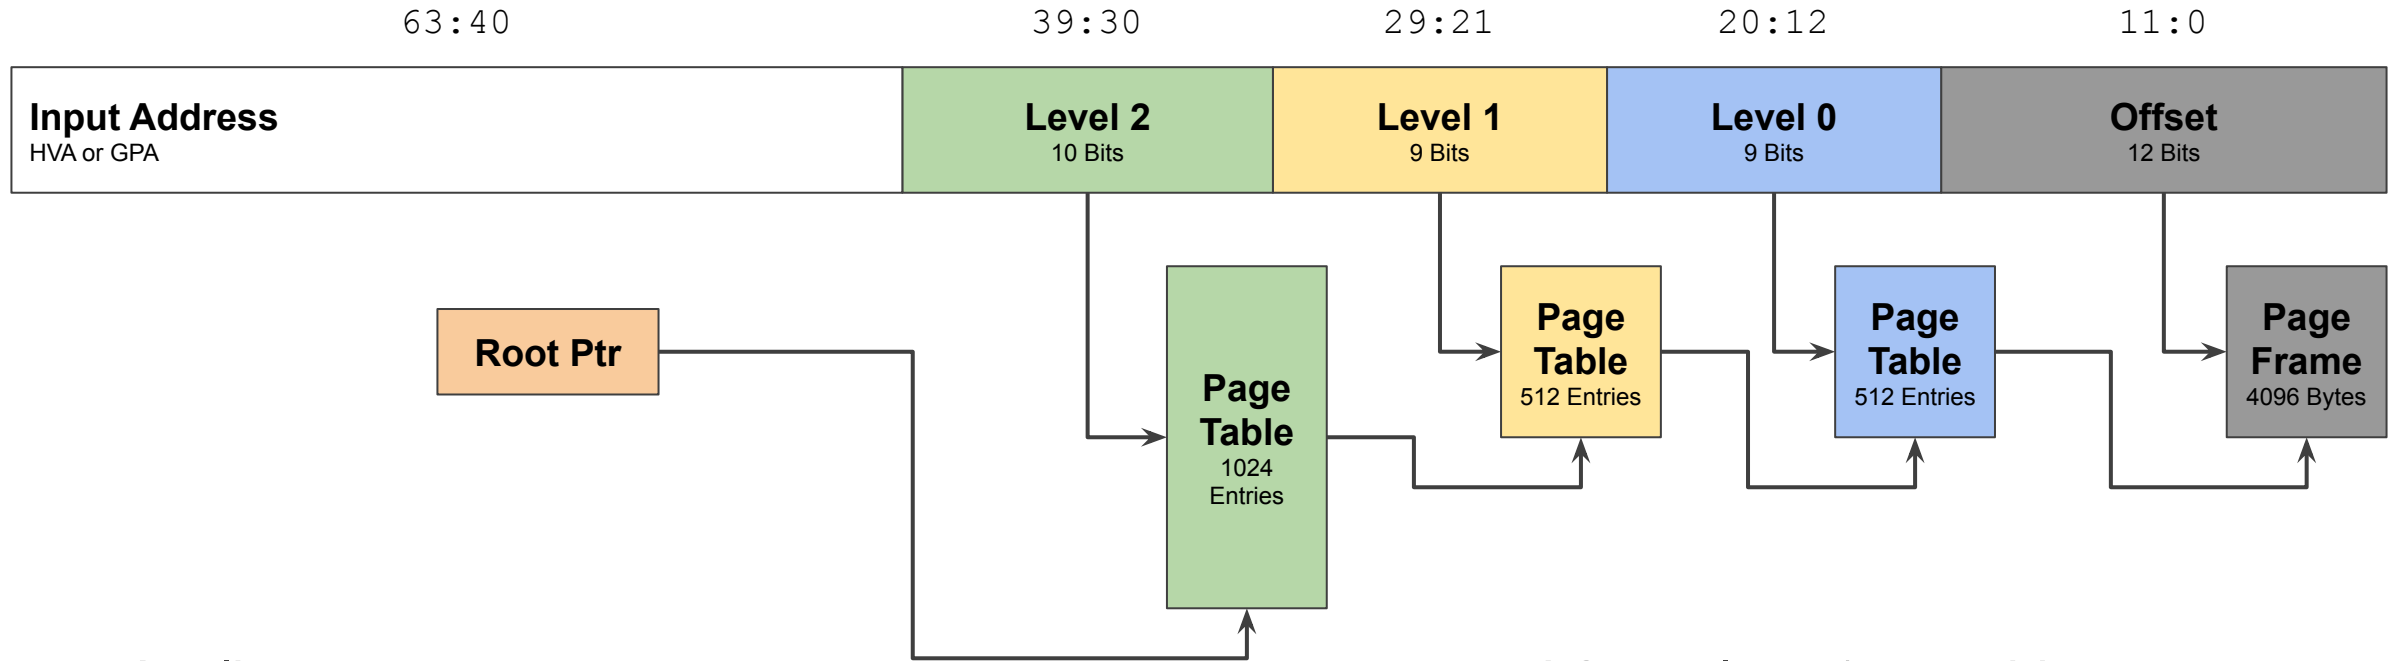 63:40
39:30
29:21
20:12
11:0
Input Address
HVA or GPA
Level 2
10 Bits
Level 1
9 Bits
Level 0
9 Bits
Offset
12 Bits
Root Ptr
Page
Table
1024
Entries
Page
Table
512 Entries
Page
Table
512 Entries
Page
Frame
4096 Bytes